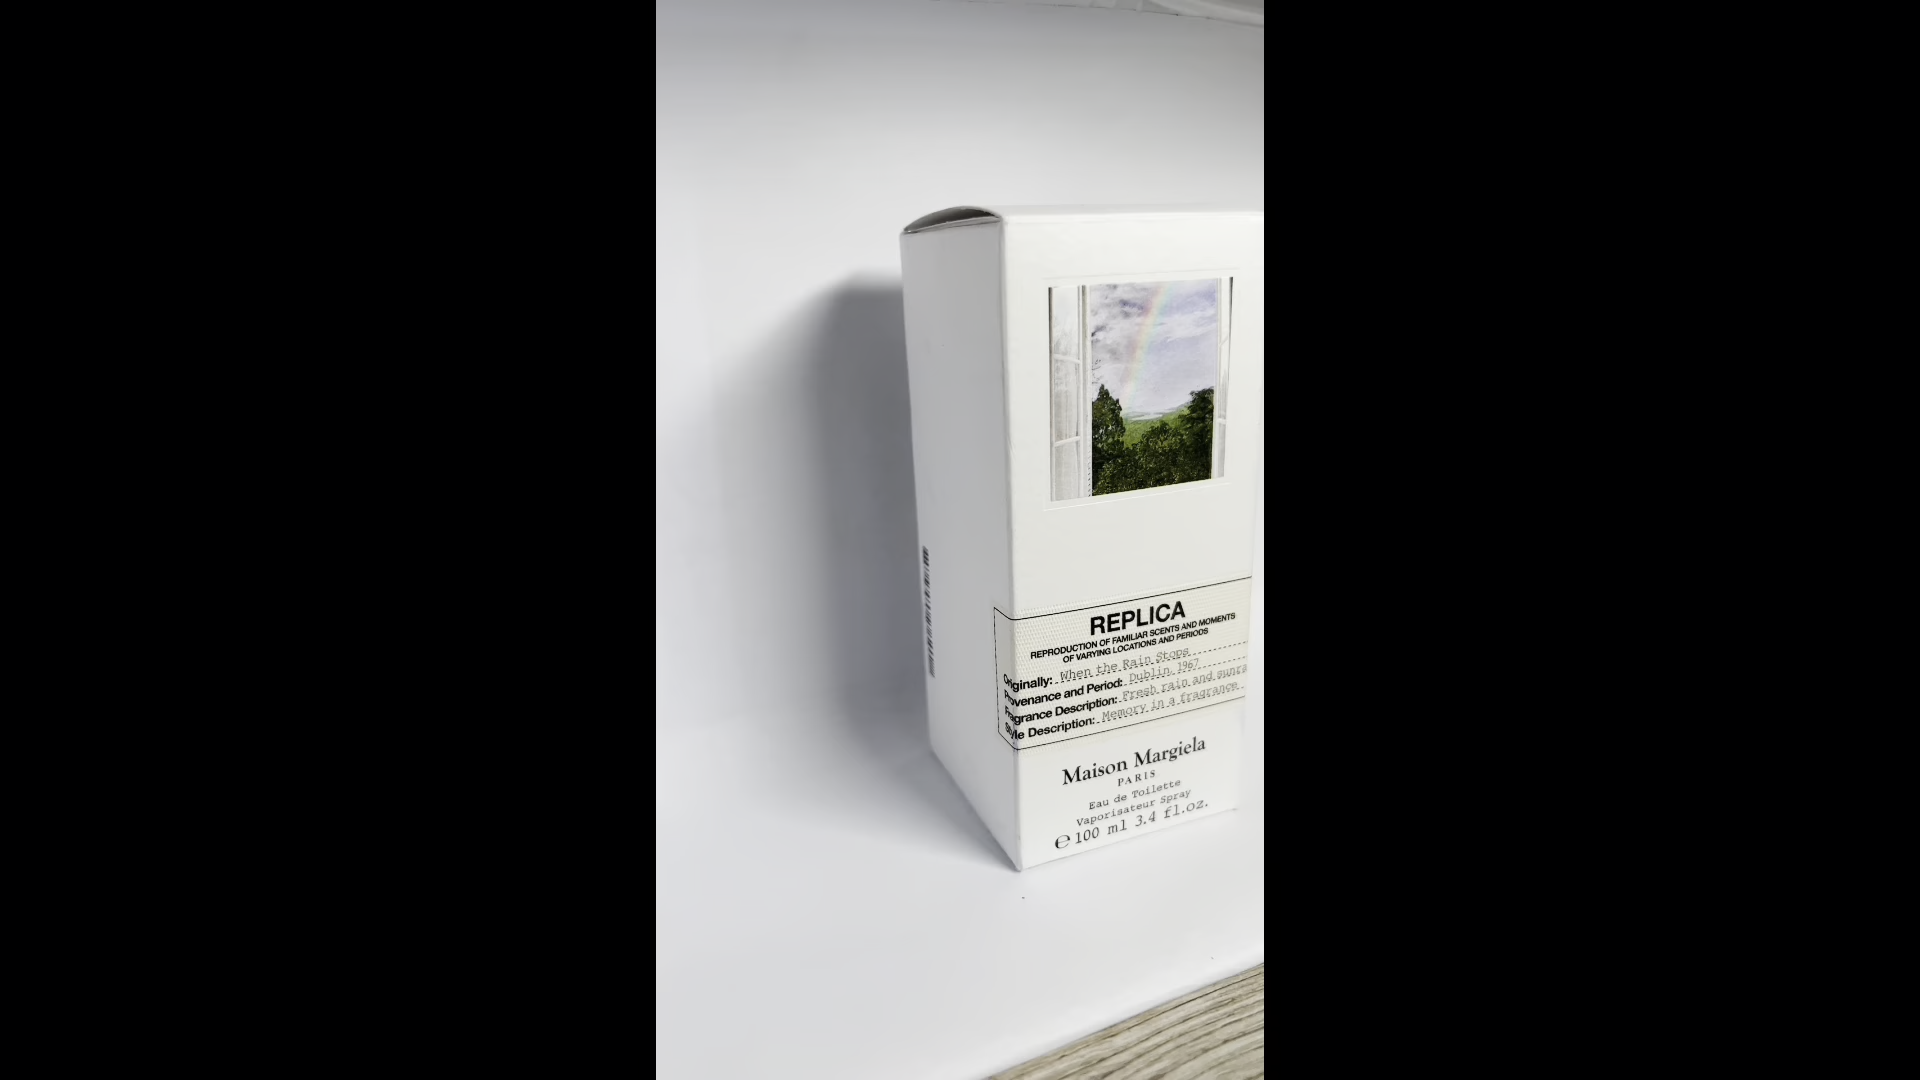 REPLICA
REPRODUCTION OF FAMILIAR SCENTS AND MOMENTS
OF VARYING LOCATIONS AND PERIODS
Originally: When the Rain Stops
Provenance and Period: Dublin, 1967
Fragrance Description: Fresh rain and
Style Description: Memory in a fragrance
Maison Margiela
PARIS
Eau de Toilette
Vaporisateur Spray
℮ 100 ml 3.4 fl.oz.